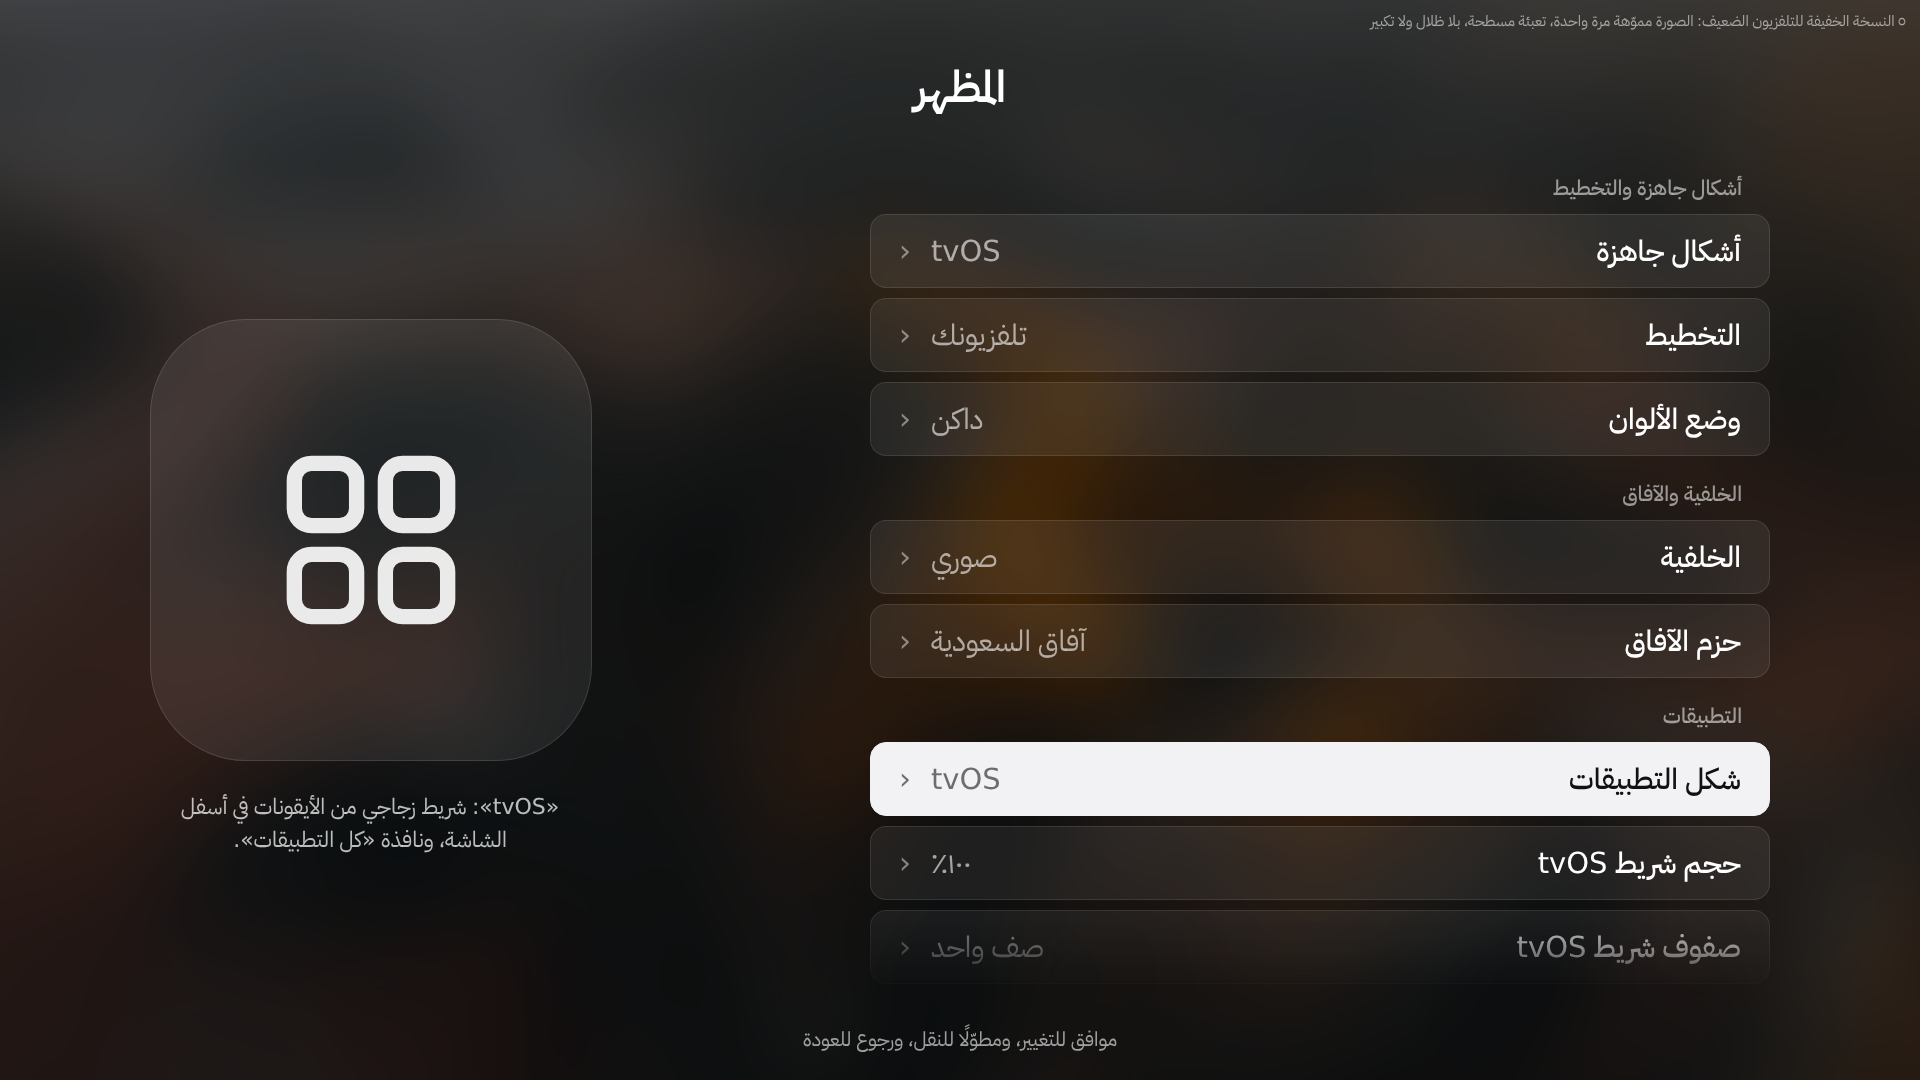 ٥ النسخة الخفيفة للتلفزيون الضعيف: الصورة مموّهة مرة واحدة، تعبئة مسطحة، بلا ظلال ولا تكبير
المظهر
أشكال جاهزة والتخطيط
أشكال جاهزة tvOS ‹
التخطيط تلفزيونك ‹
وضع الألوان داكن ‹
الخلفية والآفاق
الخلفية صوري ‹
حزم الآفاق آفاق السعودية ‹
التطبيقات
شكل التطبيقات tvOS ‹
حجم شريط tvOS ١٠٠٪ ‹
صفوف شريط tvOS صف واحد ‹
«tvOS»: شريط زجاجي من الأيقونات في أسفل
الشاشة، ونافذة «كل التطبيقات».
موافق للتغيير، ومطوّلًا للنقل، ورجوع للعودة